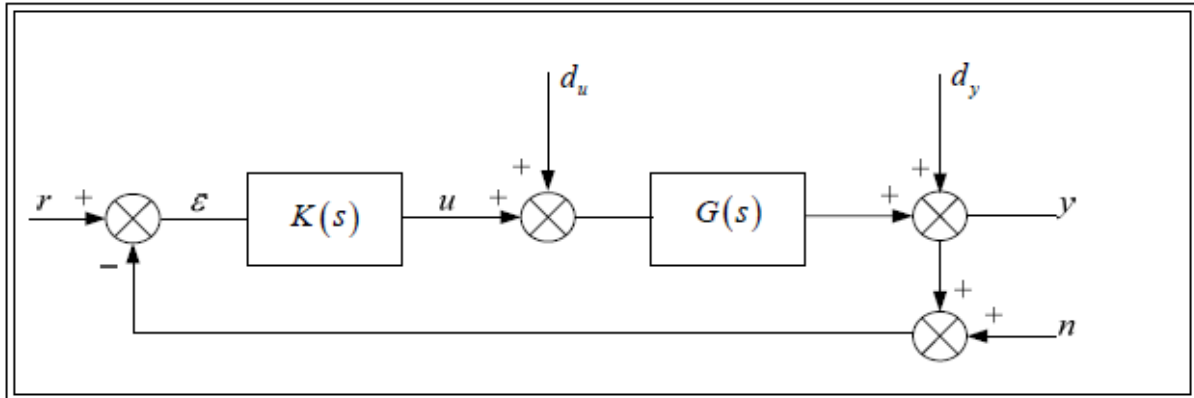 d_u
d_y
+
+
r
+
ε
K(s)
u
+
G(s)
+
y
−
+
+
n